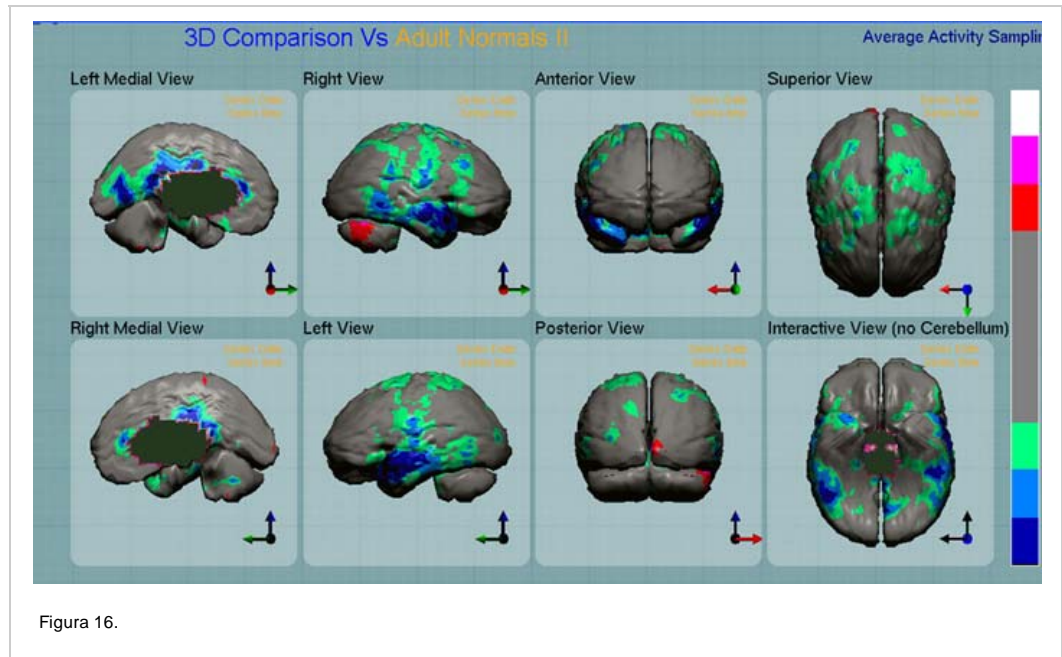 3D Comparison Vs Adult Normals II
Average Activity Samplin
Left Medial View
Right View
Anterior View
Superior View
Right Medial View
Left View
Posterior View
Interactive View (no Cerebellum)
Figura 16.